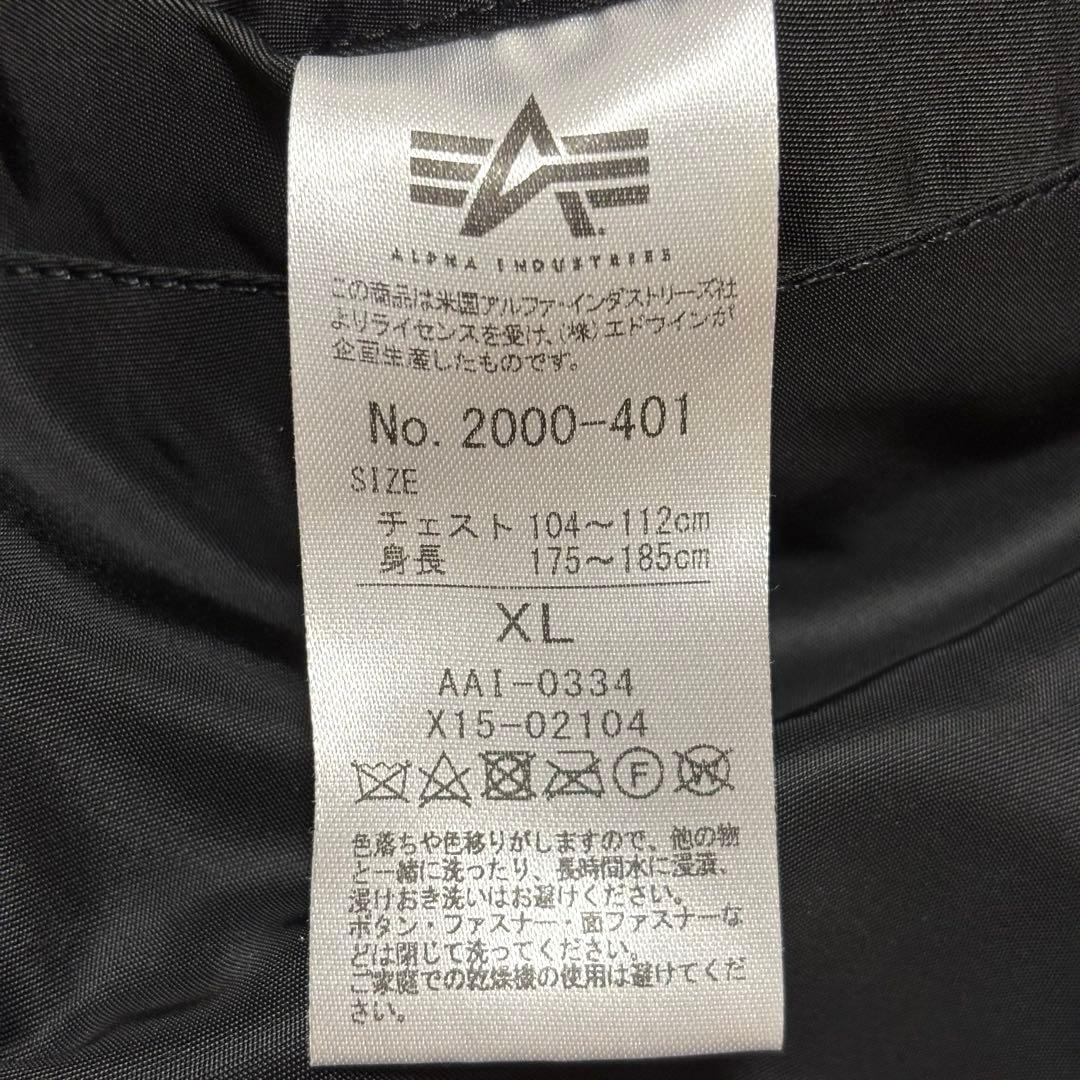 ALPHA INDUSTRIES
この商品は米国アルファ・インダストリーズ社
よりライセンスを受け、(株)エドウインが
企画生産したものです。
No. 2000-401
SIZE
チェスト 104～112cm
身長 175～185cm
XL
AAI-0334
X15-02104
F W
色落ちや色移りがしますので、他の物
と一緒に洗ったり、長時間水に浸漬、
浸けおき洗いはお避けください。
ボタン・ファスナー・面ファスナーな
どは閉じて洗ってください。
ご家庭での乾燥機の使用は避けてくだ
さい。